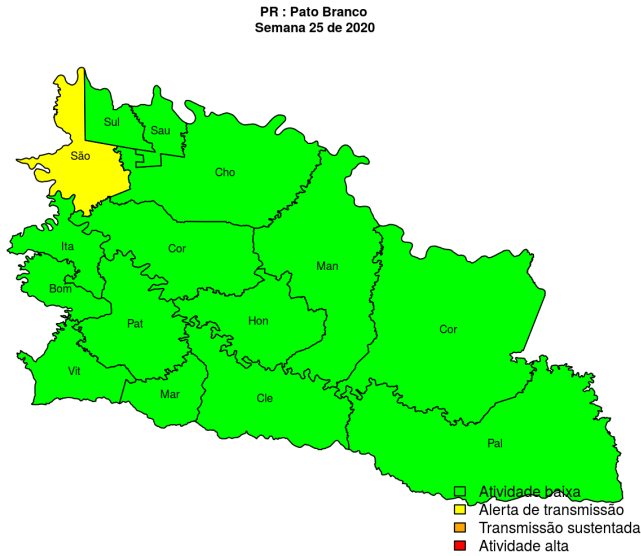 PR : Pato Branco
Semana 25 de 2020
Sul
Sau
São
Cho
Ita
Cor
Man
Bom
Pat
Hon
Cor
Vit
Mar
Cle
Pal
Atividade baixa
Alerta de transmissão
Transmissão sustentada
Atividade alta